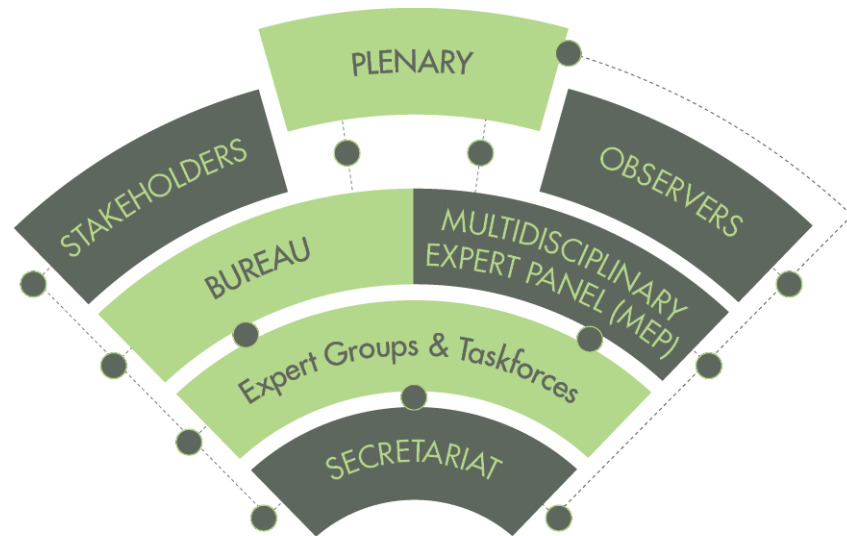 PLENARY
STAKEHOLDERS
OBSERVERS
BUREAU
MULTIDISCIPLINARY
EXPERT PANEL (MEP)
Expert Groups & Taskforces
SECRETARIAT